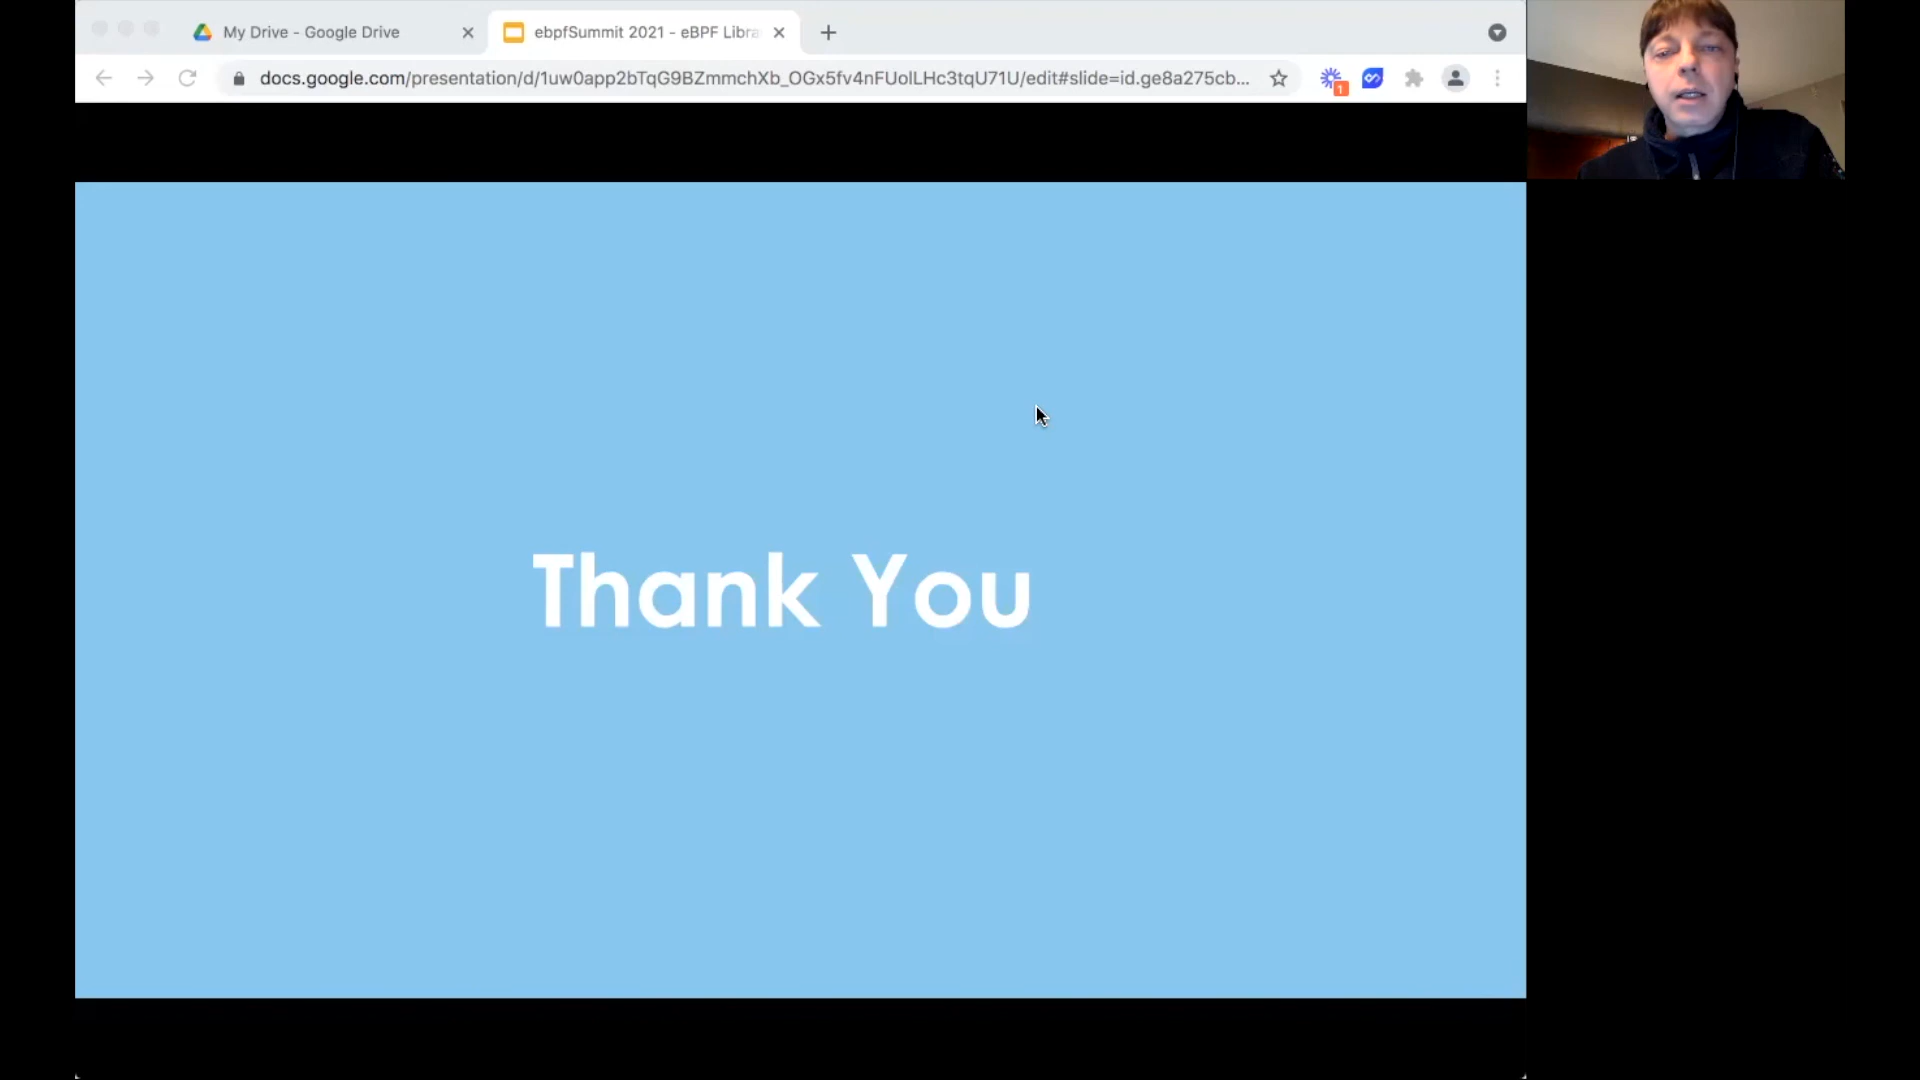 My Drive - Google Drive
ebpfSummit 2021 - eBPF Libra
docs.google.com/presentation/d/1uw0app2bTqG9BZmmchXb_OGx5fv4nFUolLHc3tqU71U/edit#slide=id.ge8a275cb...
1
Thank You